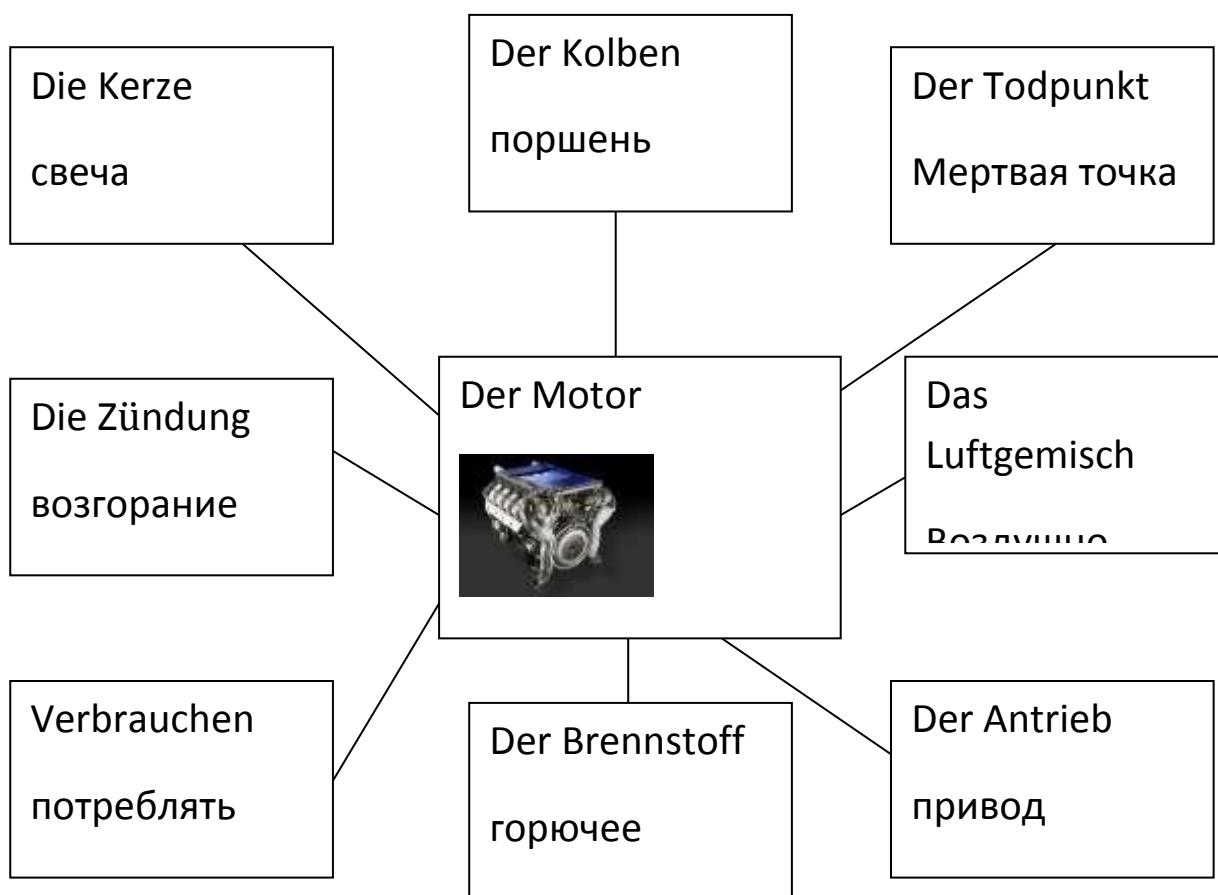 Die Kerze
свеча
Der Kolben
поршень
Der Todpunkt
Мертвая точка
Die Zündung
возгорание
Der Motor
Das
Luftgemisch
Verbrauchen
потреблять
Der Brennstoff
горючее
Der Antrieb
привод